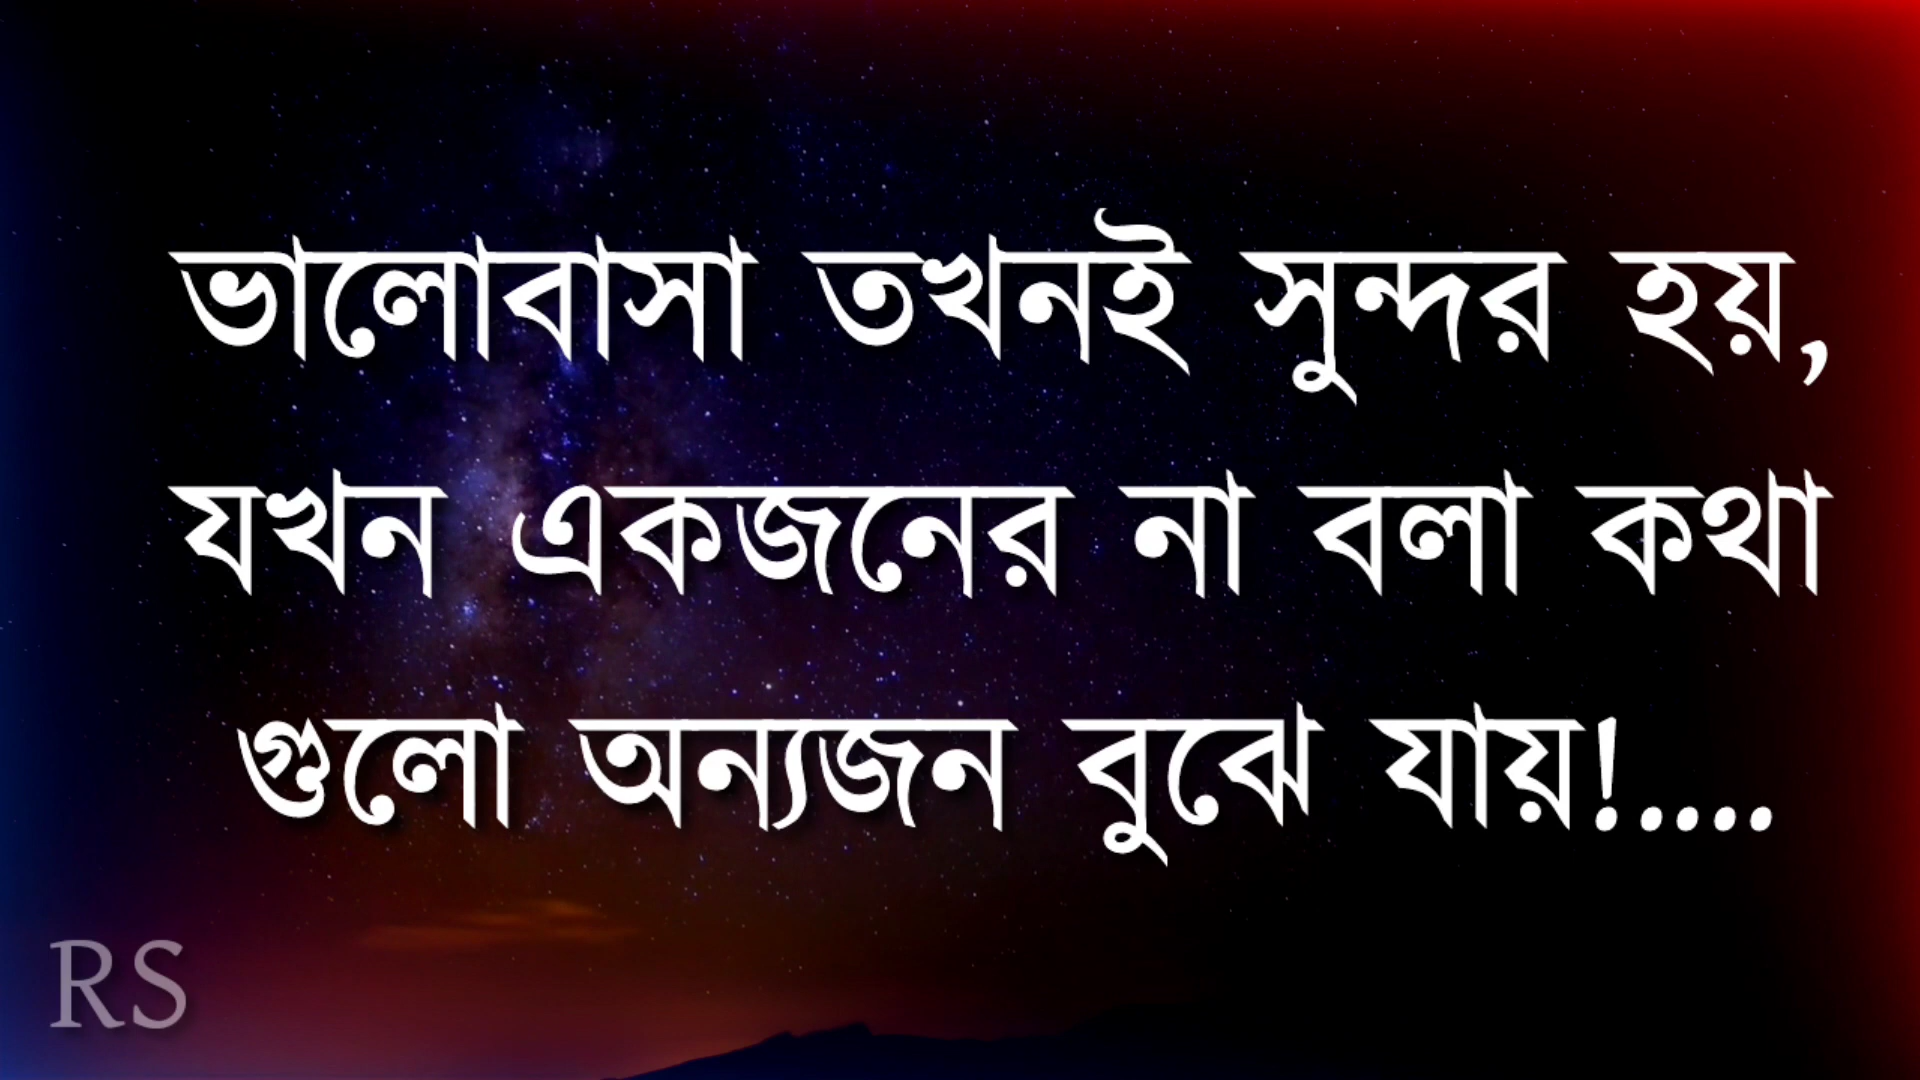 ভালোবাসা তখনই সুন্দর হয়,
যখন একজনের না বলা কথা
গুলো অন্যজন বুঝে যায়!....
RS